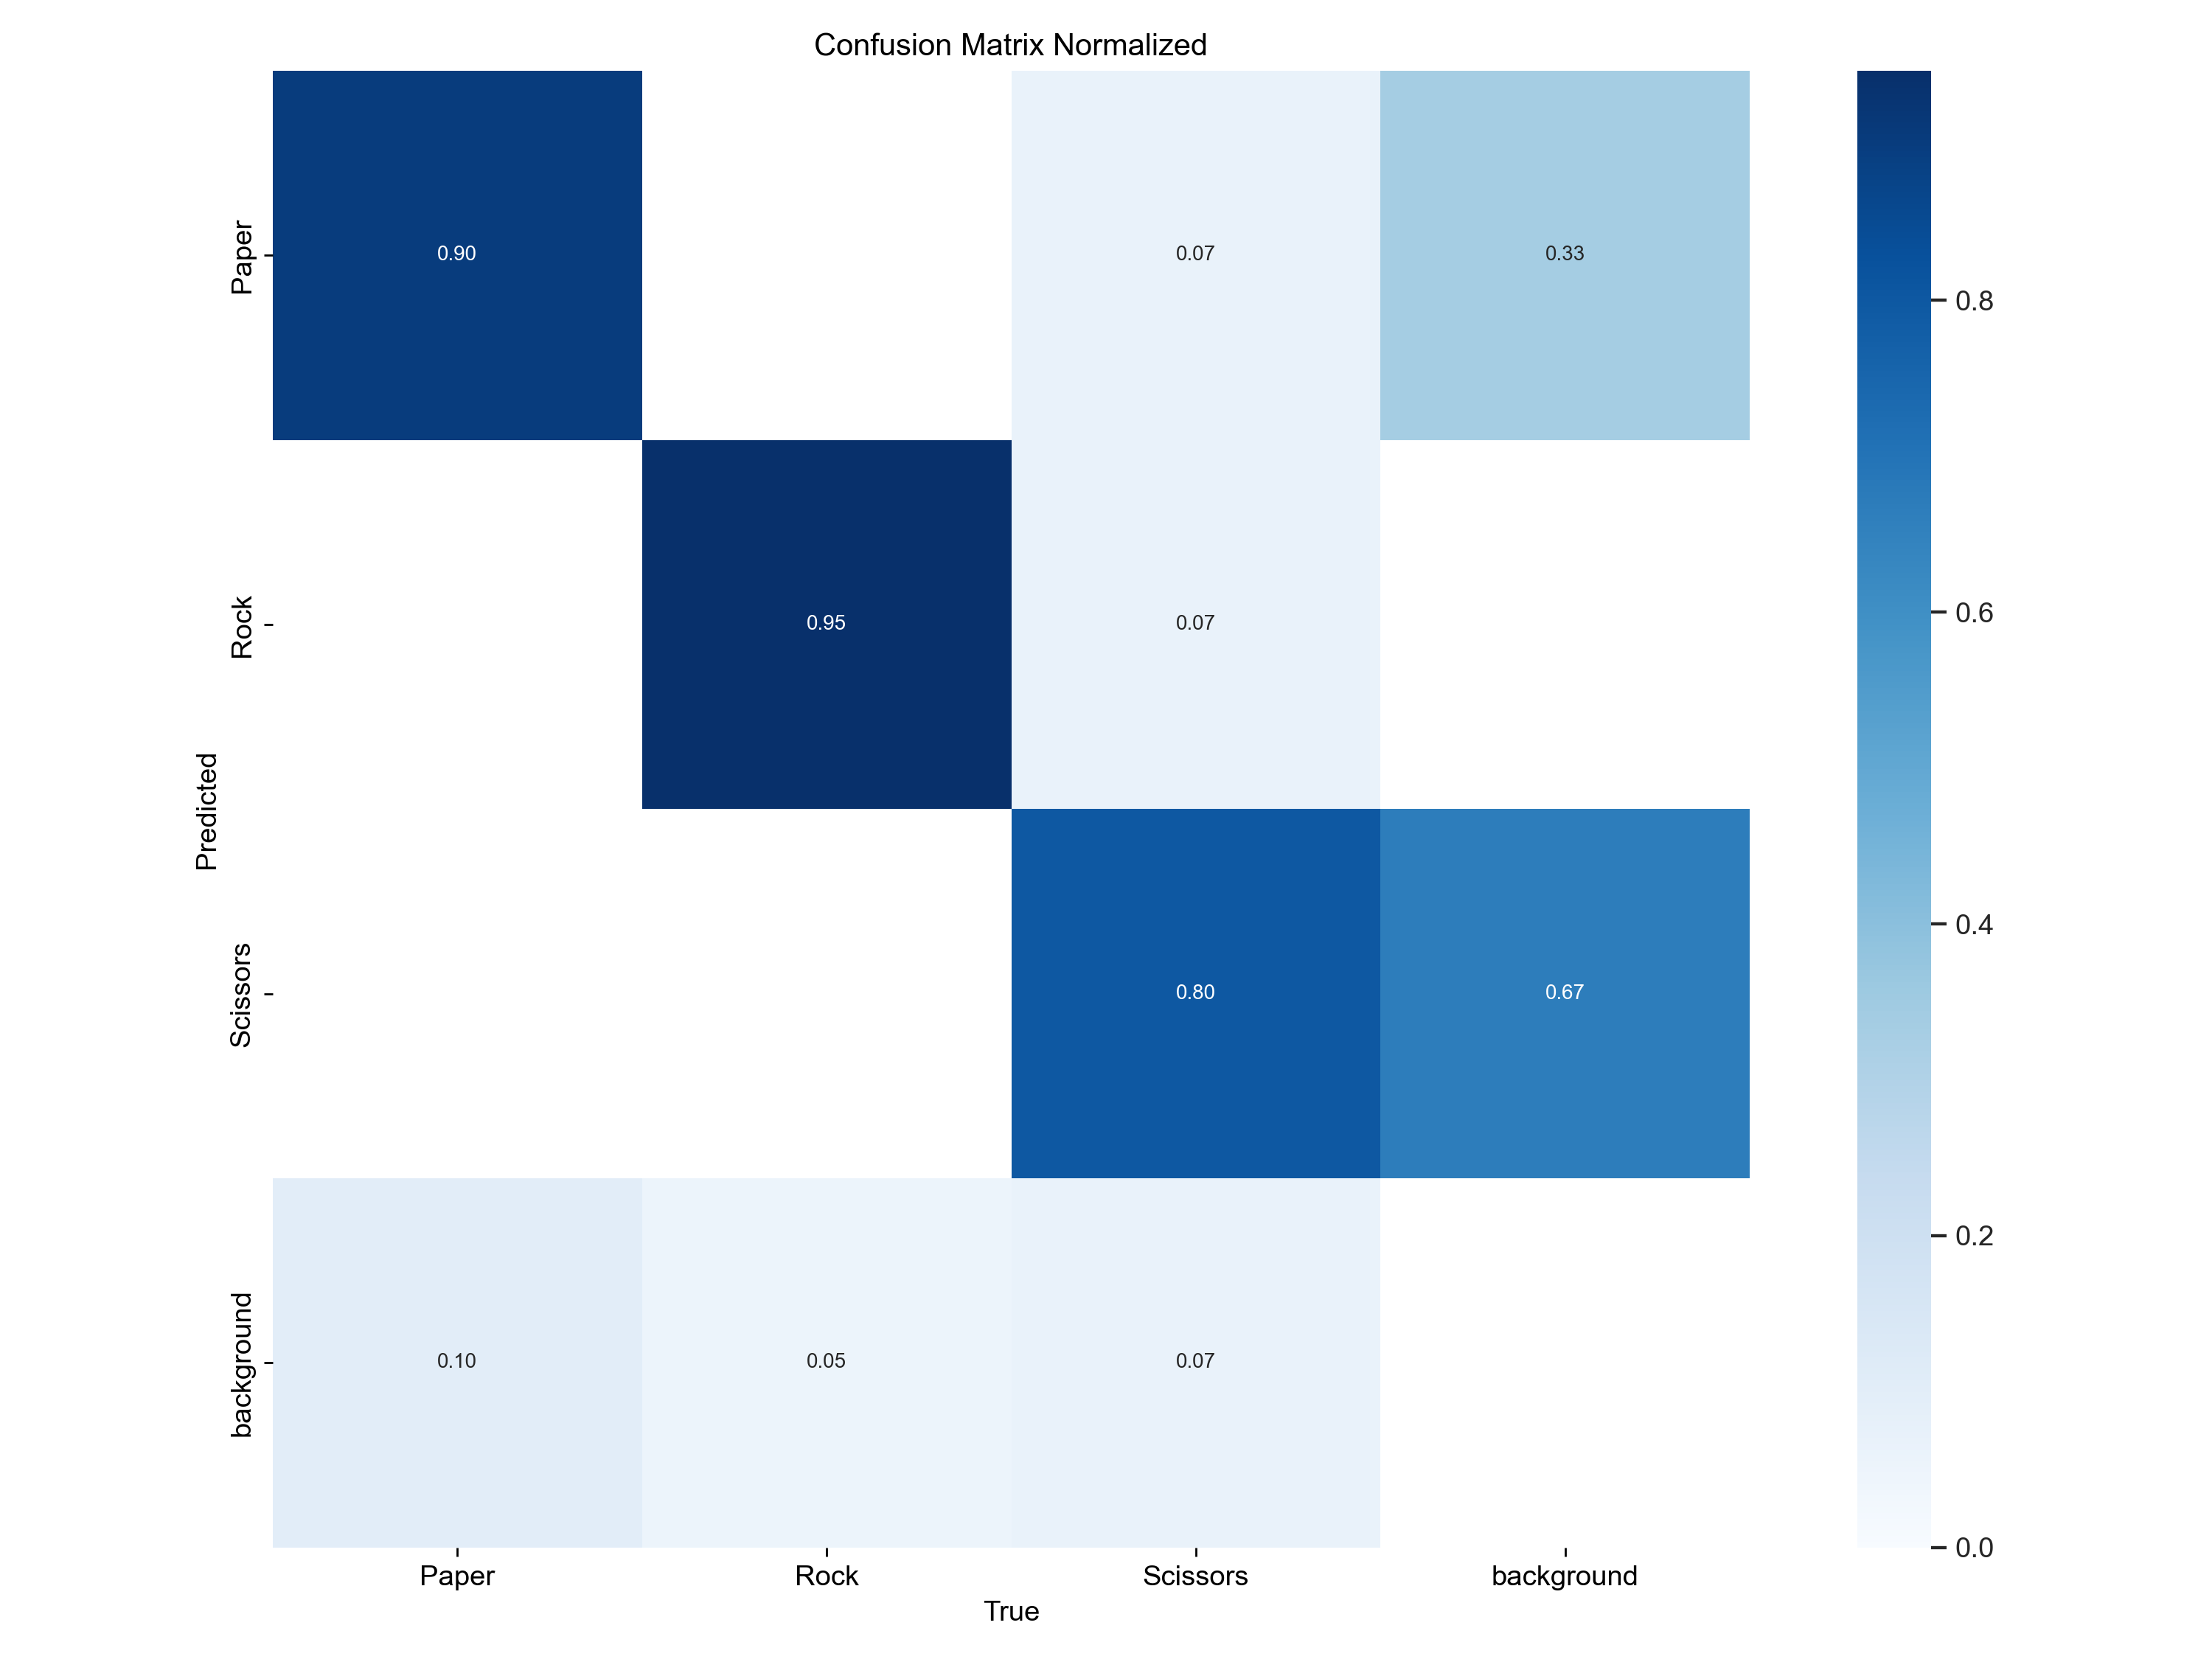 Confusion Matrix Normalized
Paper
0.90
0.07
0.33
Rock
0.95
0.07
Predicted
Scissors
0.80
0.67
background
0.10
0.05
0.07
Paper
Rock
Scissors
background
True
0.8
0.6
0.4
0.2
0.0